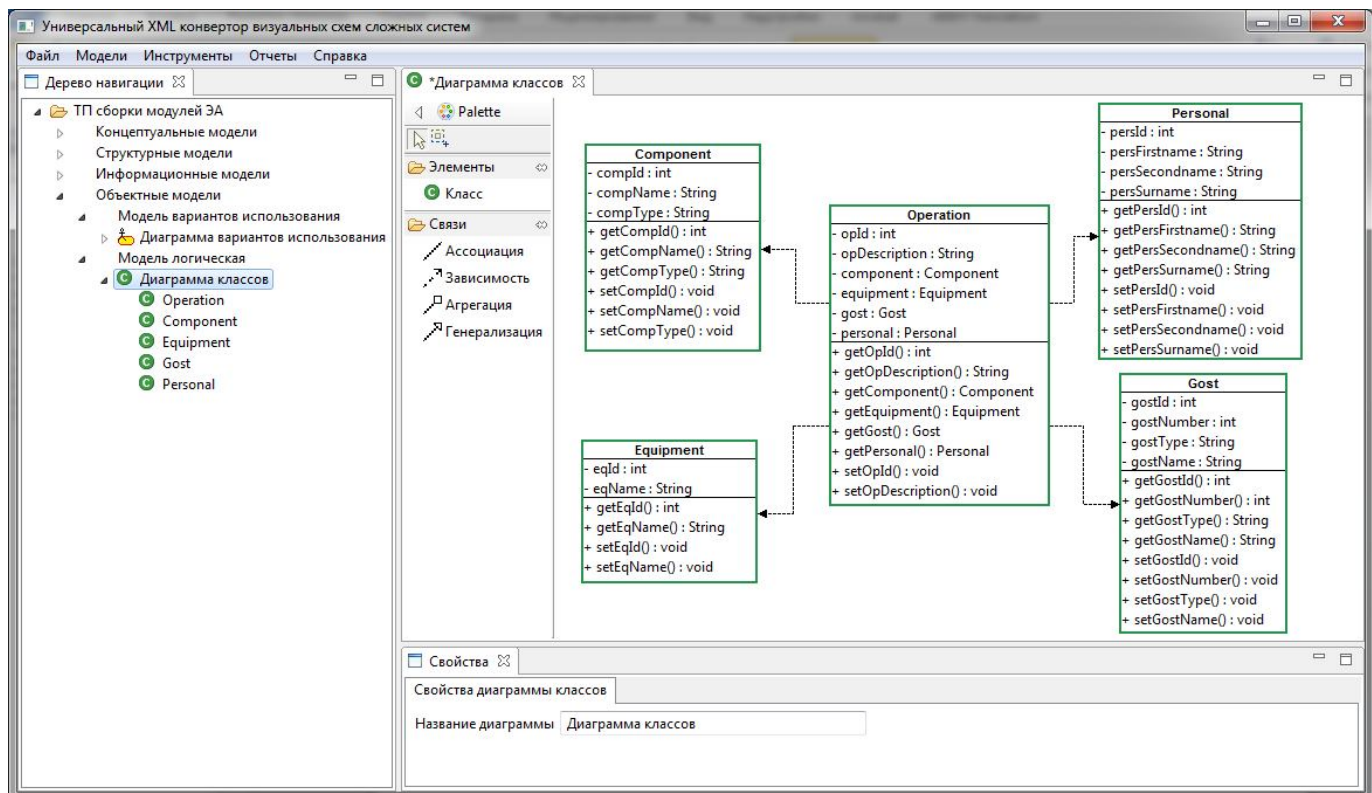 Универсальный XML конвертор визуальных схем сложных систем
Файл Модели Инструменты Отчеты Справка
Дерево навигации
ТП сборки модулей ЭА
Концептуальные модели
Структурные модели
Информационные модели
Объектные модели
Модель вариантов использования
Диаграмма вариантов использования
Модель логическая
Диаграмма классов
Operation
Component
Equipment
Gost
Personal
*Диаграмма классов
Palette
Элементы
Класс
Связи
Ассоциация
Зависимость
Агрегация
Генерализация
Component
- compId : int
- compName : String
- compType : String
+ getCompId() : int
+ getCompName() : String
+ getCompType() : String
+ setCompId() : void
+ setCompName() : void
+ setCompType() : void
Equipment
- eqId : int
- eqName : String
+ getEqId() : int
+ getEqName() : String
+ setEqId() : void
+ setEqName() : void
Operation
- opId : int
- opDescription : String
- component : Component
- equipment : Equipment
- gost : Gost
- personal : Personal
+ getOpId() : int
+ getOpDescription() : String
+ getComponent() : Component
+ getEquipment() : Equipment
+ getGost() : Gost
+ getPersonal() : Personal
+ setOpId() : void
+ setOpDescription() : void
Personal
- persId : int
- persFirstname : String
- persSecondname : String
- persSurname : String
+ getPersId() : int
+ getPersFirstname() : String
+ getPersSecondname() : String
+ getPersSurname() : String
+ setPersId() : void
+ setPersFirstname() : void
+ setPersSecondname() : void
+ setPersSurname() : void
Gost
- gostId : int
- gostNumber : int
- gostType : String
- gostName : String
+ getGostId() : int
+ getGostNumber() : int
+ getGostType() : String
+ getGostName() : String
+ setGostId() : void
+ setGostNumber() : void
+ setGostType() : void
+ setGostName() : void
Свойства
Свойства диаграммы классов
Название диаграммы Диаграмма классов